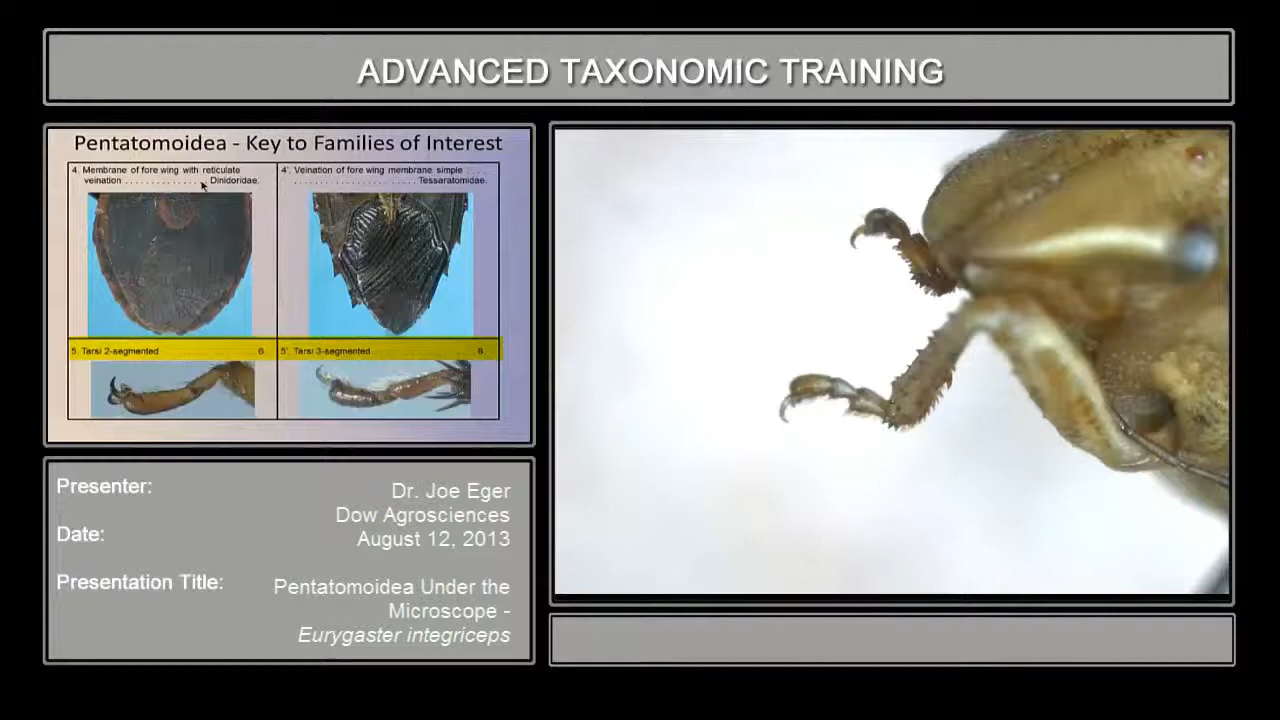 ADVANCED TAXONOMIC TRAINING
Pentatomoidea - Key to Families of Interest
4. Membrane of fore wing with reticulate
veination . . . . . . . . . . . . . . Dinidoridae.
4'. Veination of fore wing membrane simple . . . .
. . . . . . . . . . . . . . . . . . . . . . Tessaratomidae.
5. Tarsi 2-segmented 6
5'. Tarsi 3-segmented . . . . . . . . . . . . . . . . . . . 8
Presenter:
Dr. Joe Eger
Dow Agrosciences
Date:
August 12, 2013
Presentation Title:
Pentatomoidea Under the
Microscope -
Eurygaster integriceps